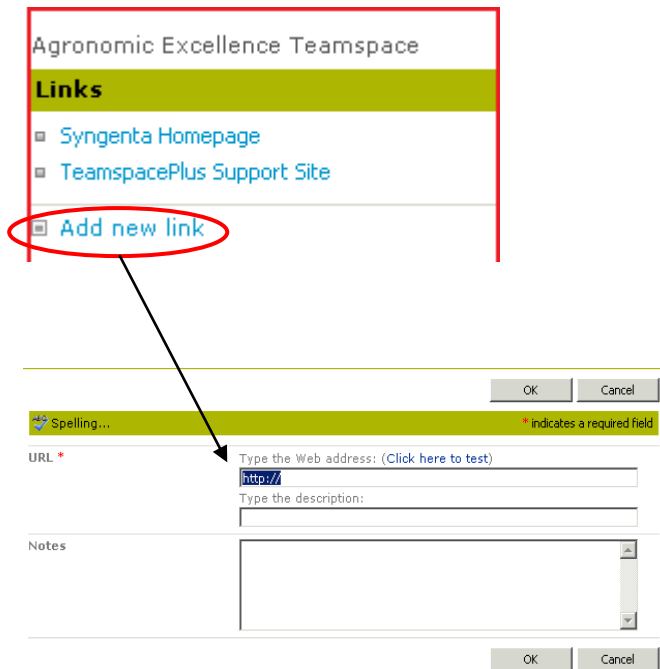 Agronomic Excellence Teamspace
Links
Syngenta Homepage
TeamspacePlus Support Site
Add new link
OK Cancel
Spelling... * indicates a required field
URL * Type the Web address: (Click here to test)
http://
Type the description:
Notes
OK Cancel